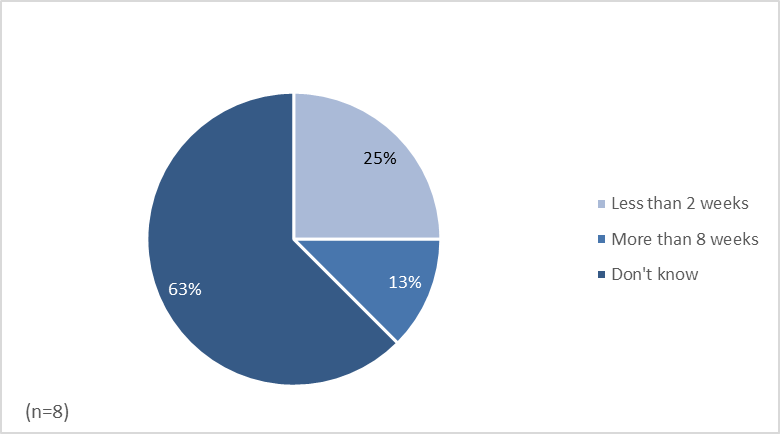 25%
13%
63%
Less than 2 weeks
More than 8 weeks
Don't know
(n=8)